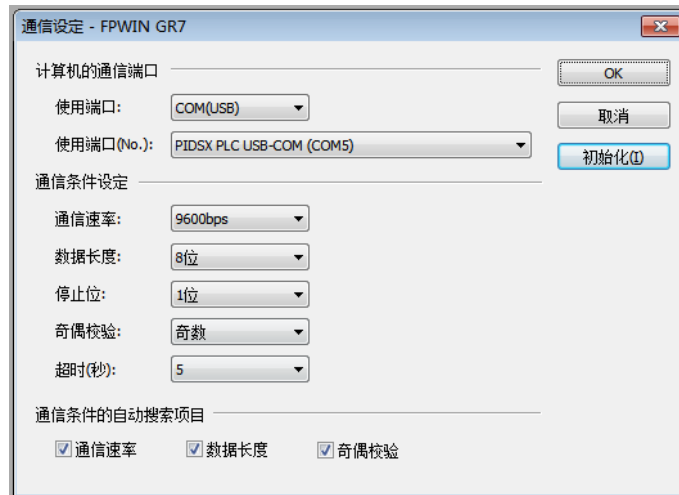 通信设定 - FPWIN GR7
计算机的通信端口
OK
使用端口: COM(USB)
取消
使用端口(No.): PIDSX PLC USB-COM (COM5)
初始化(I)
通信条件设定
通信速率: 9600bps
数据长度: 8位
停止位: 1位
奇偶校验: 奇数
超时(秒): 5
通信条件的自动搜索项目
通信速率 数据长度 奇偶校验